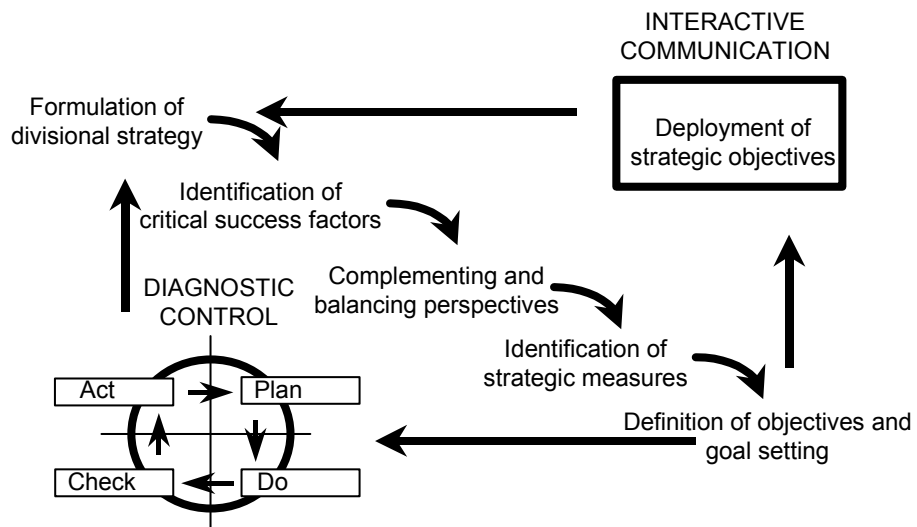 INTERACTIVE
COMMUNICATION
Formulation of
divisional strategy
Deployment of
strategic objectives
Identification of
critical success factors
Complementing and
balancing perspectives
DIAGNOSTIC
CONTROL
Identification of
strategic measures
Act
Plan
Definition of objectives and
goal setting
Check
Do